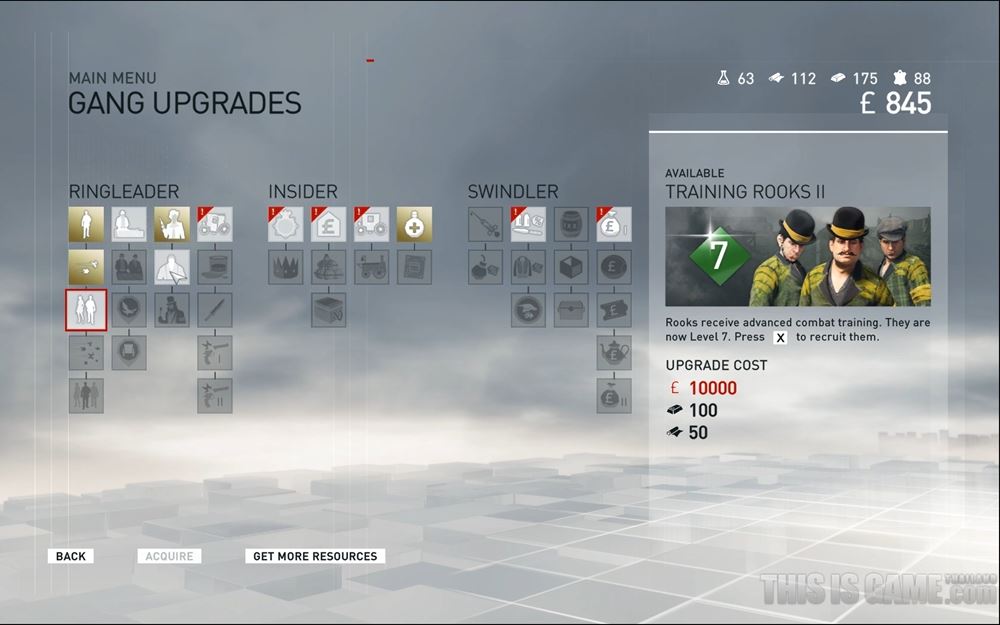 MAIN MENU
GANG UPGRADES
63 112 175 88
£ 845
RINGLEADER
INSIDER
SWINDLER
AVAILABLE
TRAINING ROOKS II
7
Rooks receive advanced combat training. They are
now Level 7. Press X to recruit them.
UPGRADE COST
£ 10000
100
50
I
II
£
£ I
£
£ II
BACK
ACQUIRE
GET MORE RESOURCES
THIS IS GAME.com